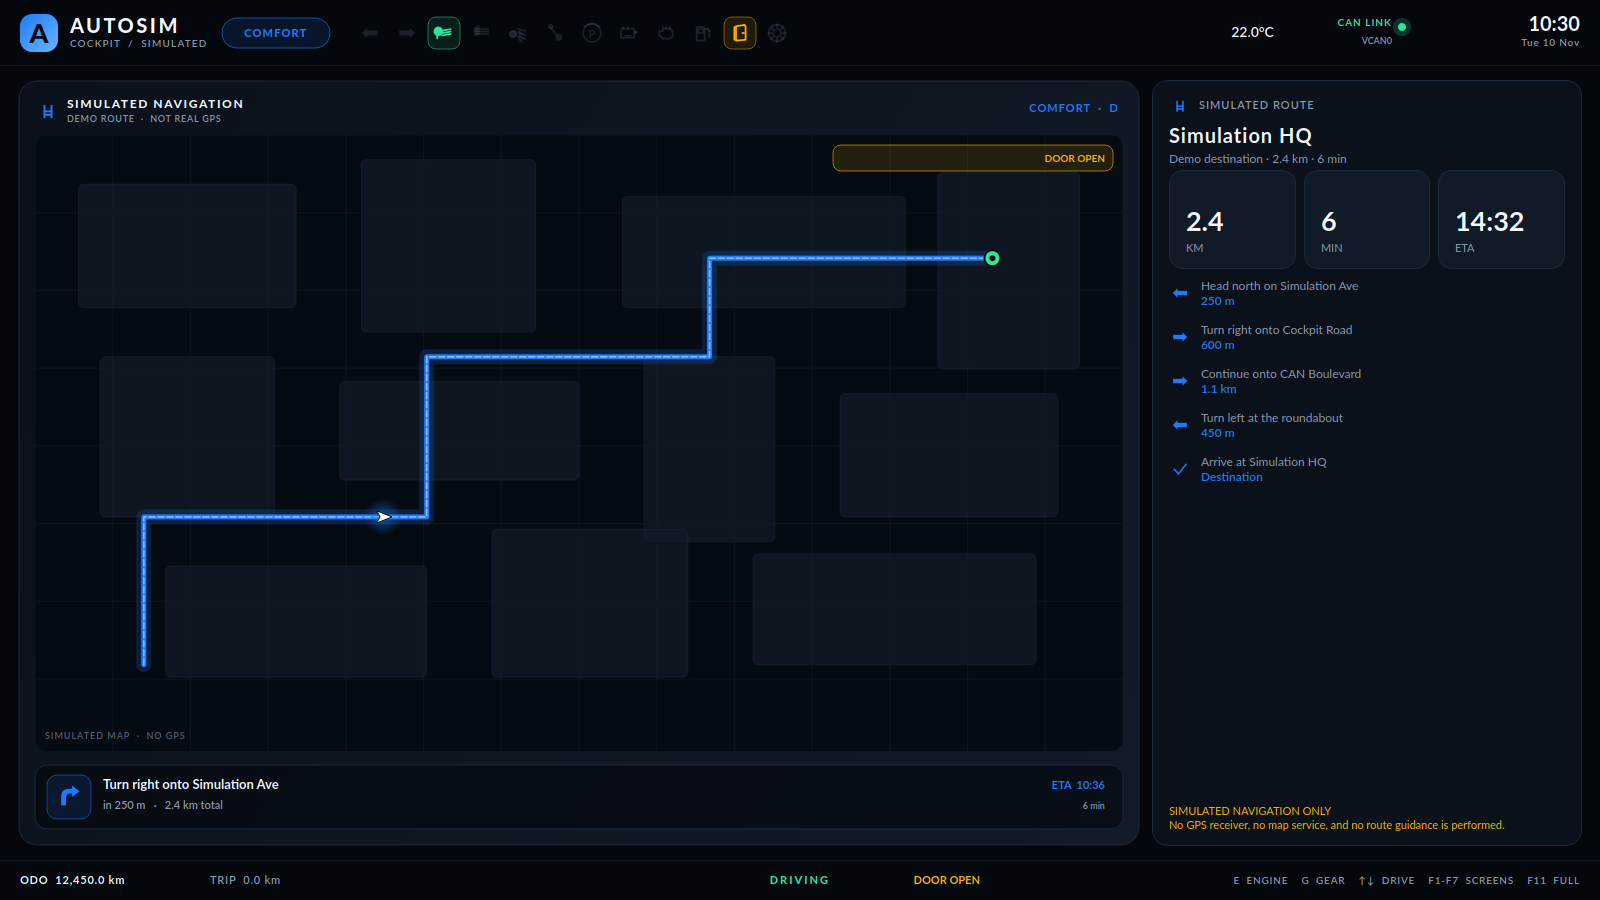 A
AUTOSIM
COCKPIT / SIMULATED
COMFORT
P
22.0°C
CAN LINK
VCAN0
10:30
Tue 10 Nov
SIMULATED NAVIGATION
DEMO ROUTE · NOT REAL GPS
COMFORT · D
DOOR OPEN
SIMULATED MAP · NO GPS
Turn right onto Simulation Ave
in 250 m · 2.4 km total
ETA 10:36
6 min
SIMULATED ROUTE
Simulation HQ
Demo destination · 2.4 km · 6 min
2.4
KM
6
MIN
14:32
ETA
Head north on Simulation Ave
250 m
Turn right onto Cockpit Road
600 m
Continue onto CAN Boulevard
1.1 km
Turn left at the roundabout
450 m
Arrive at Simulation HQ
Destination
SIMULATED NAVIGATION ONLY
No GPS receiver, no map service, and no route guidance is performed.
ODO 12,450.0 km
TRIP 0.0 km
DRIVING
DOOR OPEN
E ENGINE G GEAR ↑↓ DRIVE F1-F7 SCREENS F11 FULL